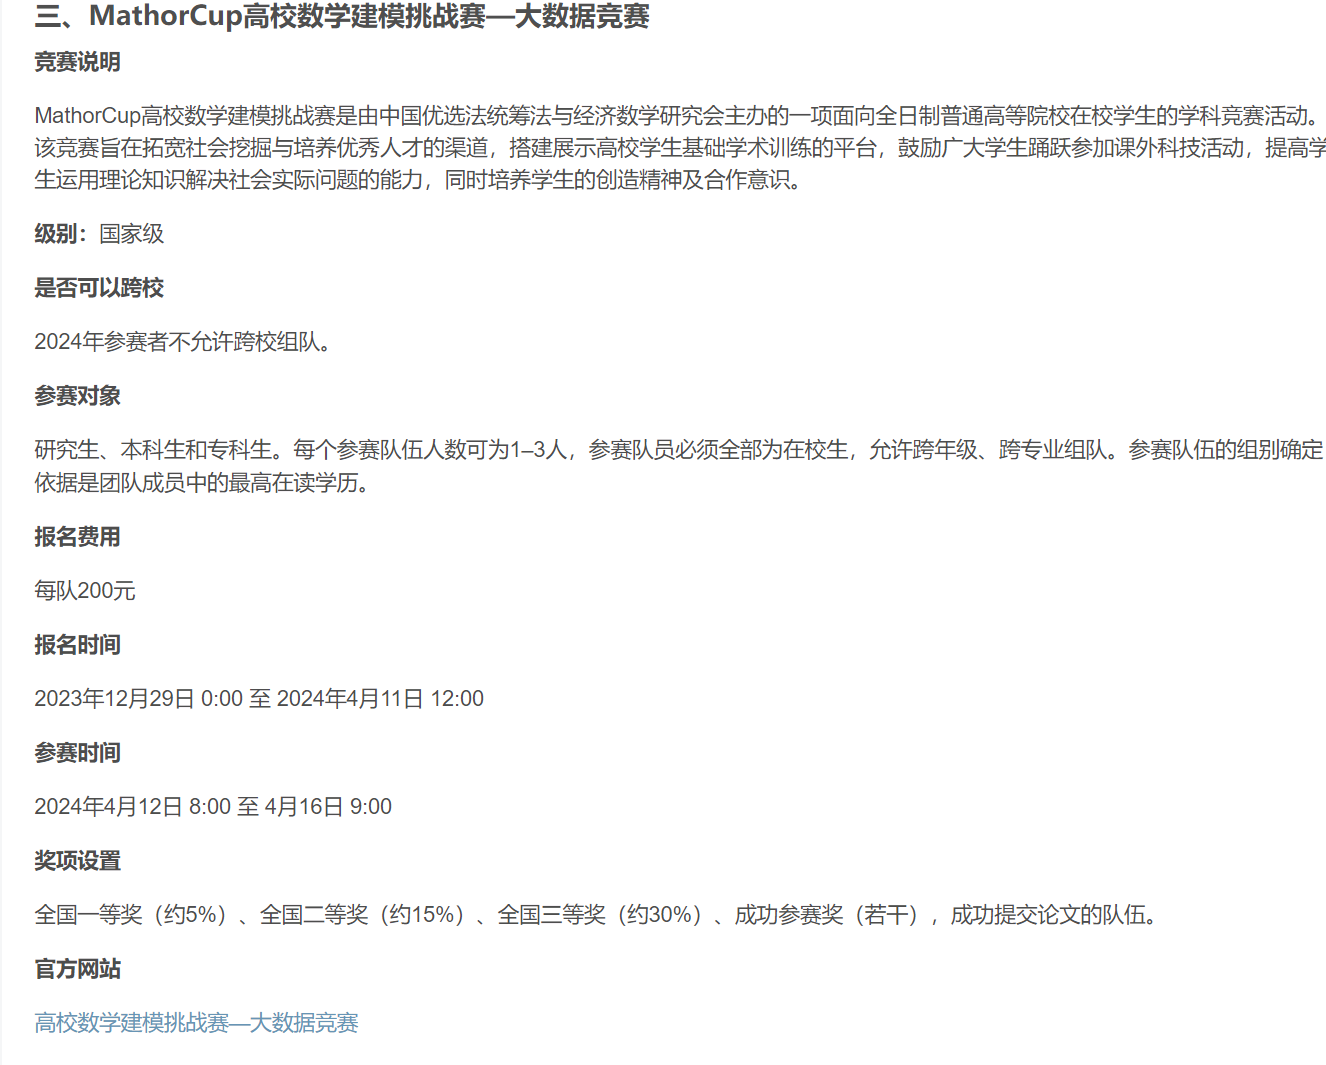 三、MathorCup高校数学建模挑战赛—大数据竞赛
竞赛说明
MathorCup高校数学建模挑战赛是由中国优选法统筹法与经济数学研究会主办的一项面向全日制普通高等院校在校学生的学科竞赛活动。
该竞赛旨在拓宽社会挖掘与培养优秀人才的渠道，搭建展示高校学生基础学术训练的平台，鼓励广大学生踊跃参加课外科技活动，提高学
生运用理论知识解决社会实际问题的能力，同时培养学生的创造精神及合作意识。
级别：国家级
是否可以跨校
2024年参赛者不允许跨校组队。
参赛对象
研究生、本科生和专科生。每个参赛队伍人数可为1–3人，参赛队员必须全部为在校生，允许跨年级、跨专业组队。参赛队伍的组别确定
依据是团队成员中的最高在读学历。
报名费用
每队200元
报名时间
2023年12月29日 0:00 至 2024年4月11日 12:00
参赛时间
2024年4月12日 8:00 至 4月16日 9:00
奖项设置
全国一等奖（约5%）、全国二等奖（约15%）、全国三等奖（约30%）、成功参赛奖（若干），成功提交论文的队伍。
官方网站
高校数学建模挑战赛—大数据竞赛